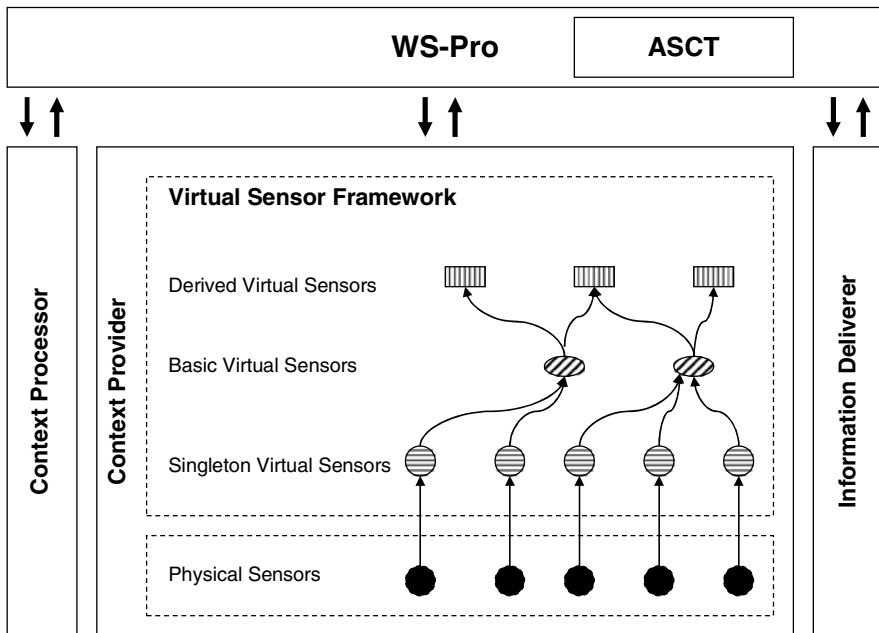 WS-Pro
ASCT
Context Processor
Context Provider
Virtual Sensor Framework
Derived Virtual Sensors
Basic Virtual Sensors
Singleton Virtual Sensors
Physical Sensors
Information Deliverer